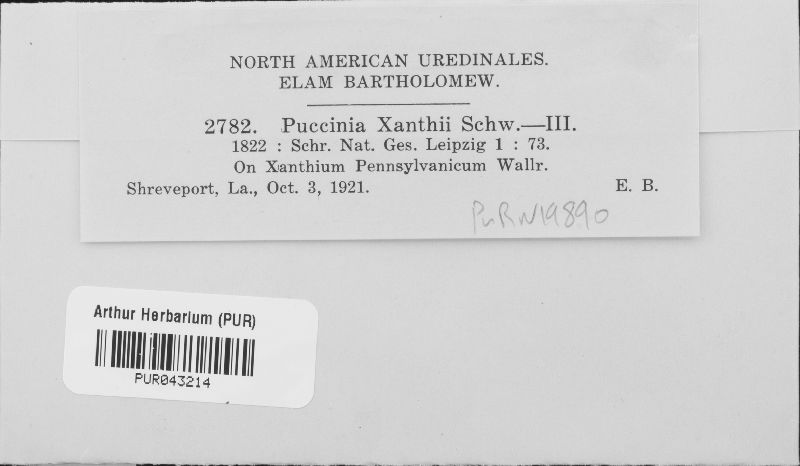 NORTH AMERICAN UREDINALES.
ELAM BARTHOLOMEW.
2782. Puccinia Xanthii Schw.—III.
1822 : Schr. Nat. Ges. Leipzig 1 : 73.
On Xanthium Pennsylvanicum Wallr.
Shreveport, La., Oct. 3, 1921. E. B.
PURN19890
Arthur Herbarium (PUR)
PUR043214